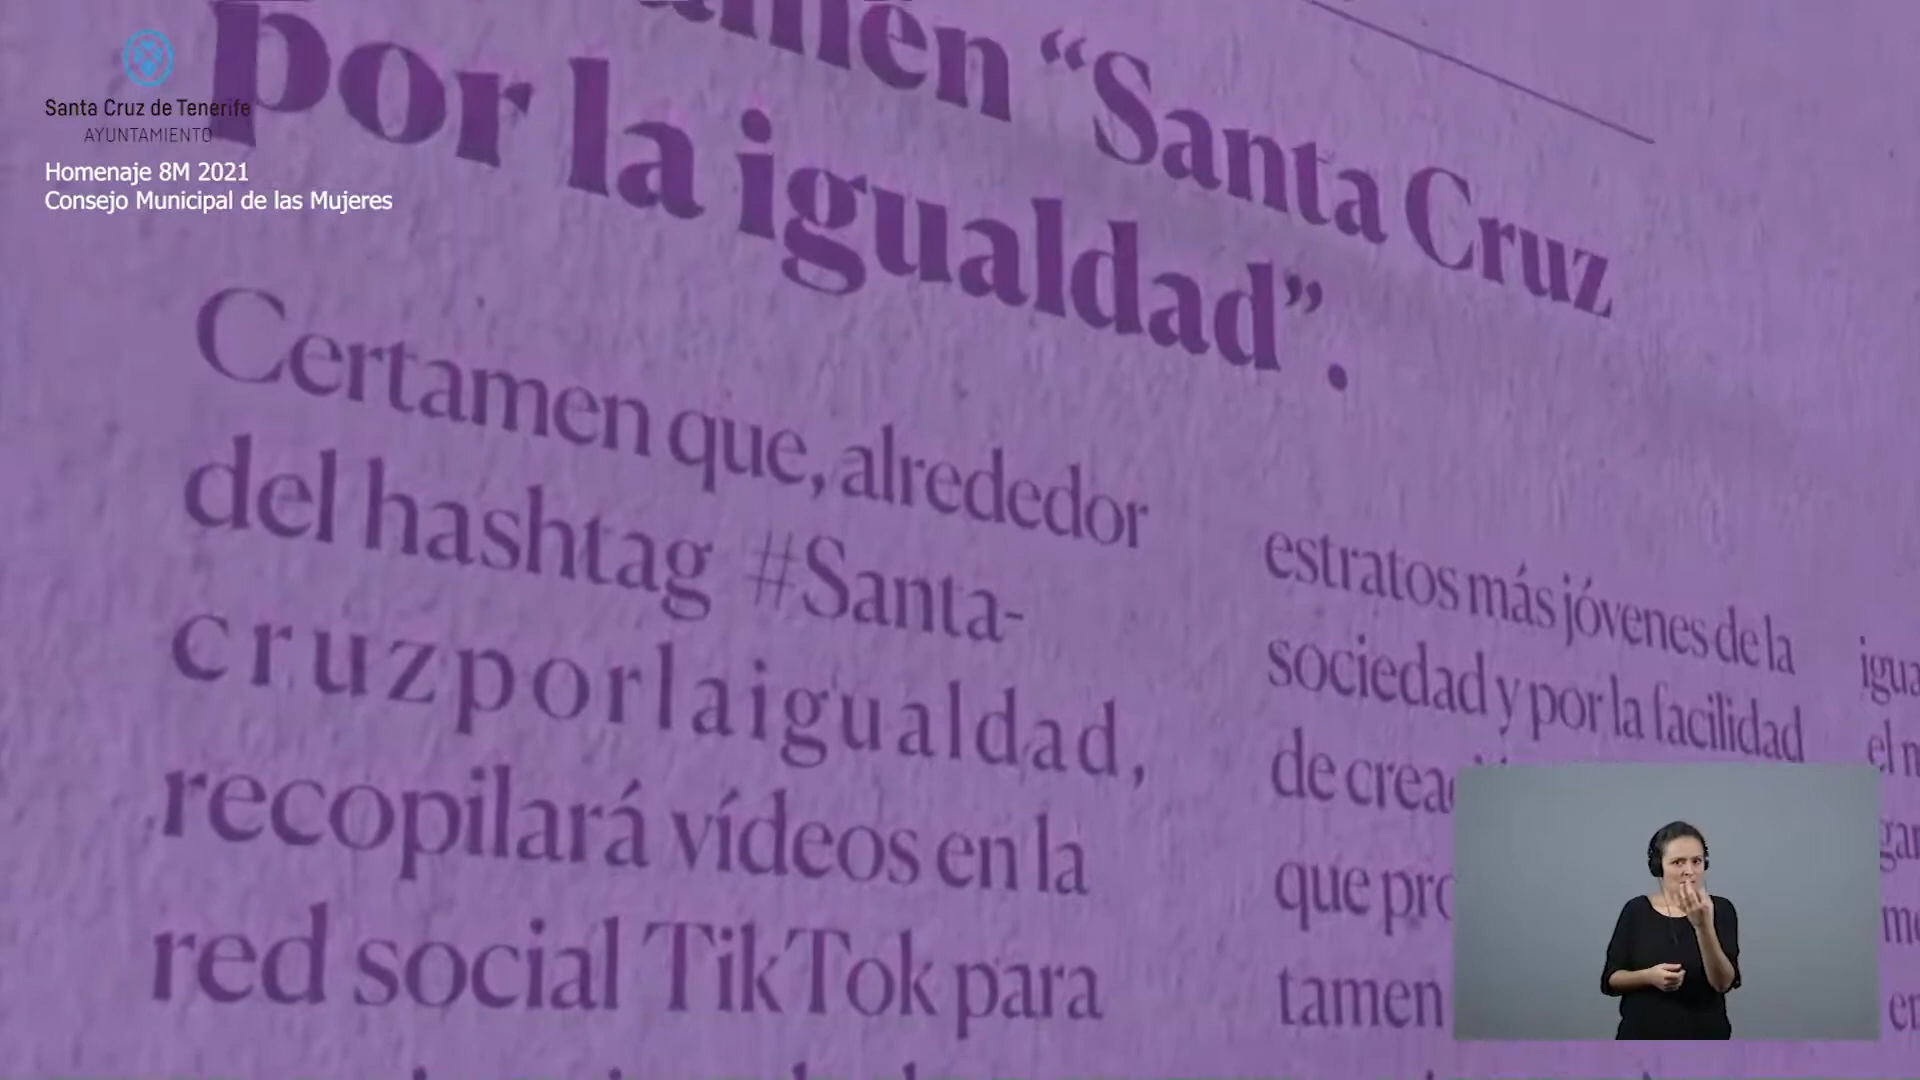 Santa Cruz de Tenerife
AYUNTAMIENTO
Homenaje 8M 2021
Consejo Municipal de las Mujeres
“Santa Cruz
por la igualdad”.
Certamen que, alrededor
del hashtag #Santa-
cruzporlaigualdad,
recopilará vídeos en la
red social TikTok para
estratos más jóvenes de la
sociedad y por la facilidad
de
que
tamen